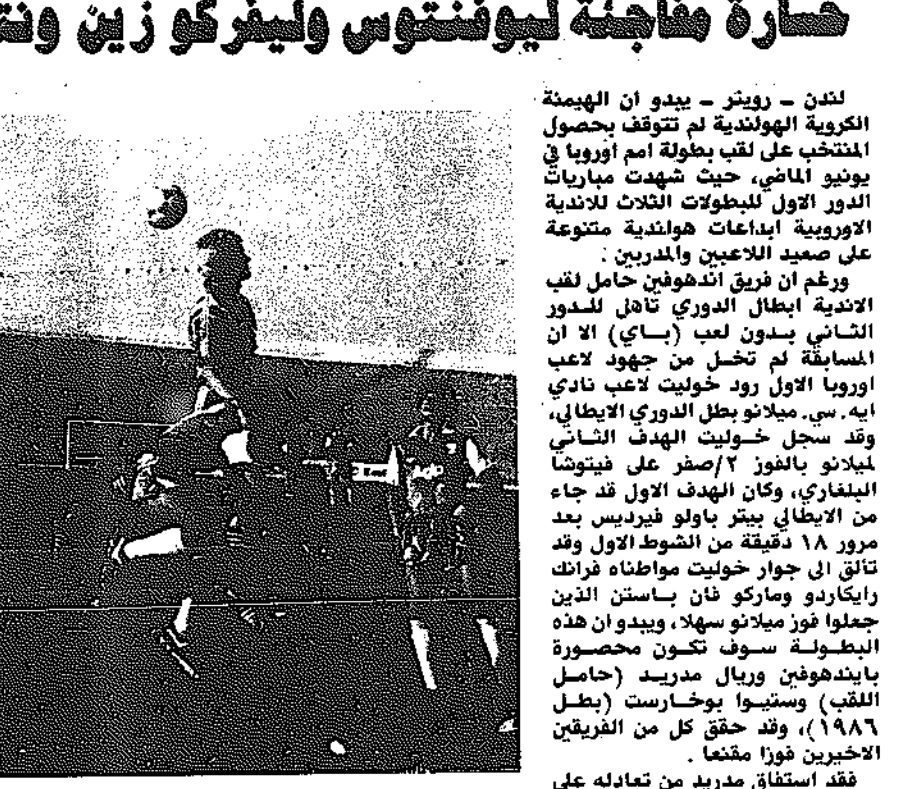 خسارة مفاجئة ليوفنتوس وليفركو زين ونت
لندن ـ رويتر ـ يبدو ان الهيمنة
الكروية الهولندية لم تتوقف بحصول
المنتخب على لقب بطولة امم اوروبا في
يونيو الماضي، حيث شهدت مباريات
الدور الاول للبطولات الثلاث للاندية
الاوروبية ابداعات هولندية متنوعة
على صعيد اللاعبين والمدربين :
ورغم ان فريق اندهوفين حامل لقب
الاندية ابطال الدوري تأهل للدور
الثاني بدون لعب (باي) الا ان
المسابقة لم تخل من جهود لاعب
اوروبا الاول رود خوليت لاعب نادي
ايه. سي. ميلانو بطل الدوري الايطالي،
وقد سجل خوليت الهدف الثاني
لميلانو بالفوز ٢/صفر على فيتوشا
البلغاري، وكان الهدف الاول قد جاء
من الايطالي بيتر باولو فيرديس بعد
مرور ١٨ دقيقة من الشوط الاول وقد
تألق الى جوار خوليت مواطناه فرانك
رايكاردو وماركو فان باستن الذين
جعلوا فوز ميلانو سهلا، ويبدو ان هذه
البطولة سوف تكون محصورة
بايندهوفين وريال مدريد (حامل
اللقب) وستيوا بوخارست (بطل
١٩٨٦)، وقد حقق كل من الفريقين
الاخيرين فوزا مقنعا .
فقد استفاق مدريد من تعادله على